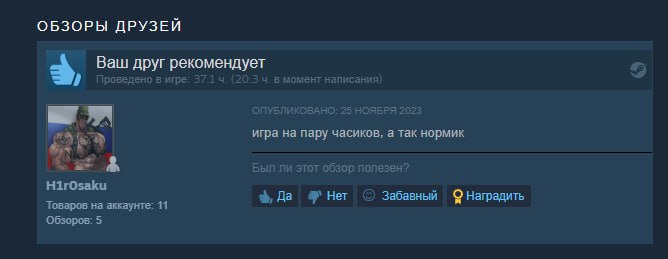 ОБЗОРЫ ДРУЗЕЙ
Ваш друг рекомендует
Проведено в игре: 37.1 ч. (20.3 ч. в момент написания)
ОПУБЛИКОВАНО: 25 НОЯБРЯ 2023
игра на пару часиков, а так нормик
Был ли этот обзор полезен?
Да Нет Забавный Наградить
H1r0saku
Товаров на аккаунте: 11
Обзоров: 5